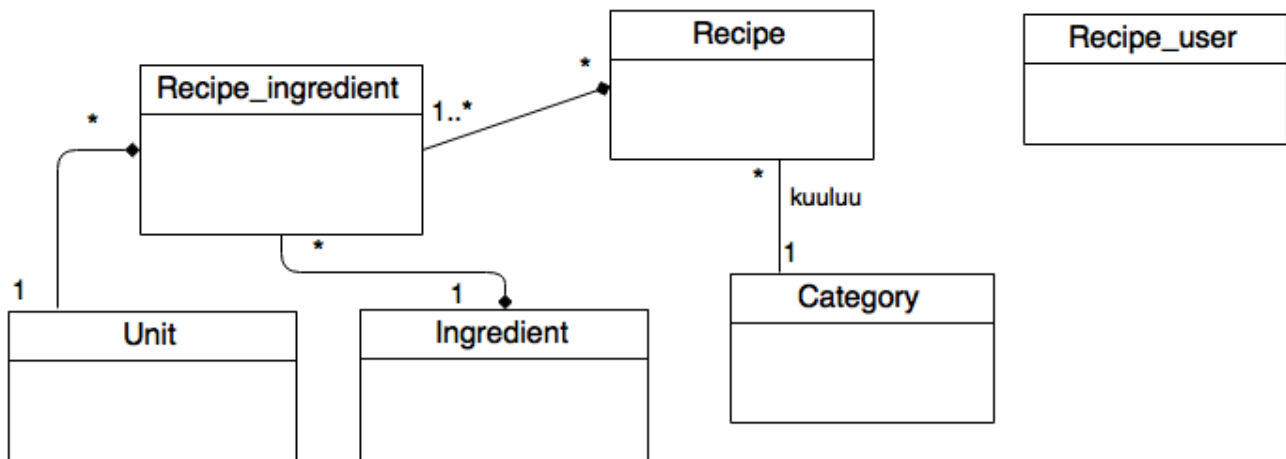 Recipe
Recipe_user
Recipe_ingredient
*
1..*
*
*
kuuluu
*
1
1
1
Category
Unit
Ingredient